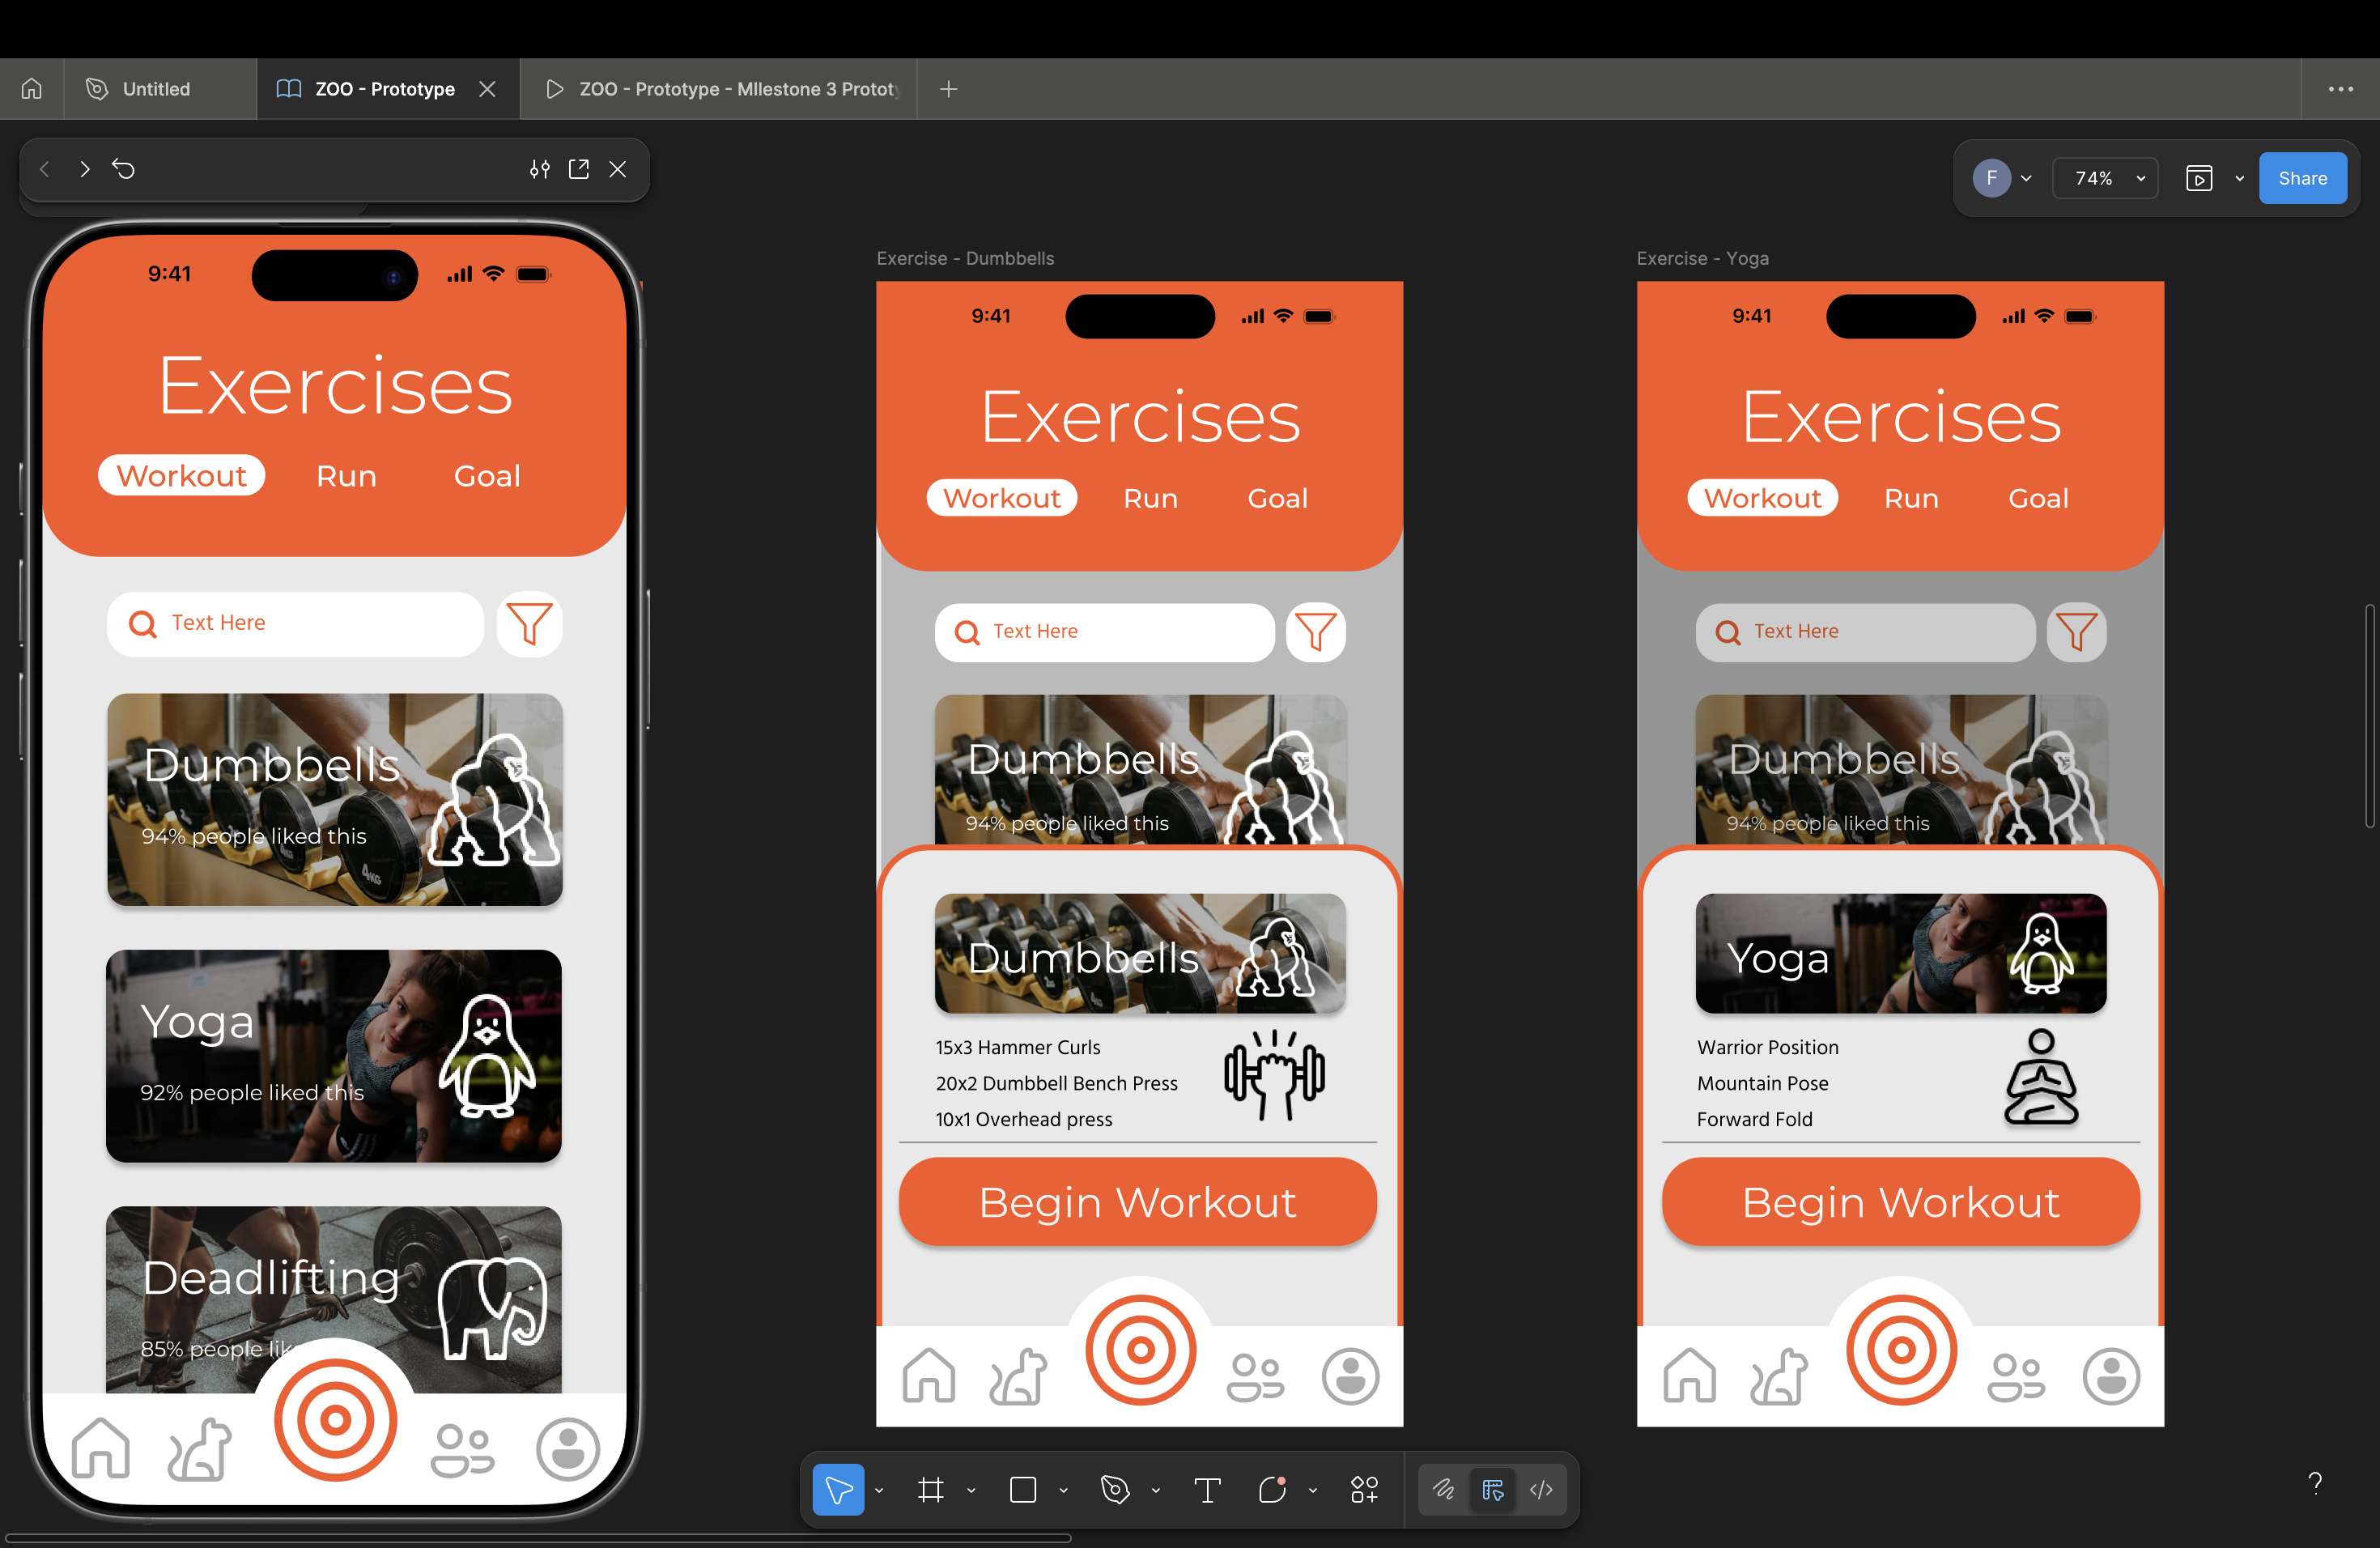 Untitled
ZOO - Prototype
ZOO - Prototype - MIlestone 3 Protot
F
74%
Share
9:41
Exercises
Workout Run Goal
Text Here
Dumbbells
94% people liked this
4KG
Yoga
92% people liked this
Deadlifting
85% people lik
Exercise - Dumbbells
9:41
Exercises
Workout Run Goal
Text Here
Dumbbells
94% people liked this
Dumbbells
15x3 Hammer Curls
20x2 Dumbbell Bench Press
10x1 Overhead press
Begin Workout
Exercise - Yoga
9:41
Exercises
Workout Run Goal
Text Here
Dumbbells
94% people liked this
Yoga
Warrior Position
Mountain Pose
Forward Fold
Begin Workout